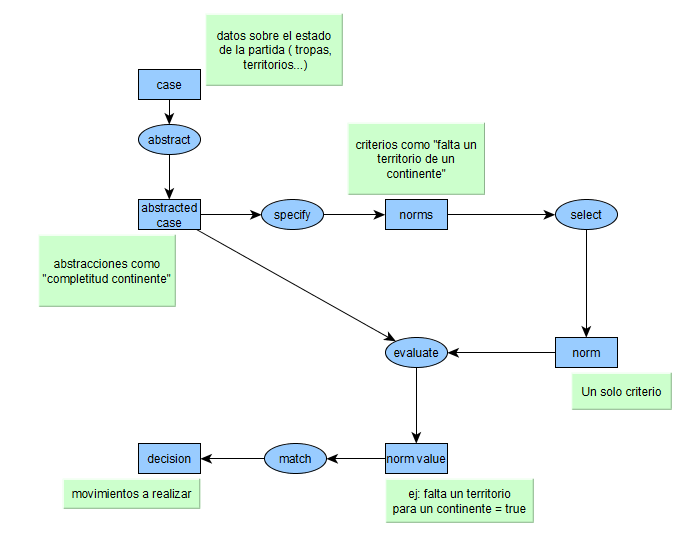 datos sobre el estado
de la partida ( tropas,
territorios...)
case
abstract
criterios como "falta un
territorio de un
continente"
abstracted
case
specify
norms
select
abstracciones como
"completitud continente"
evaluate
norm
Un solo criterio
decision
match
norm value
movimientos a realizar
ej: falta un territorio
para un continente = true